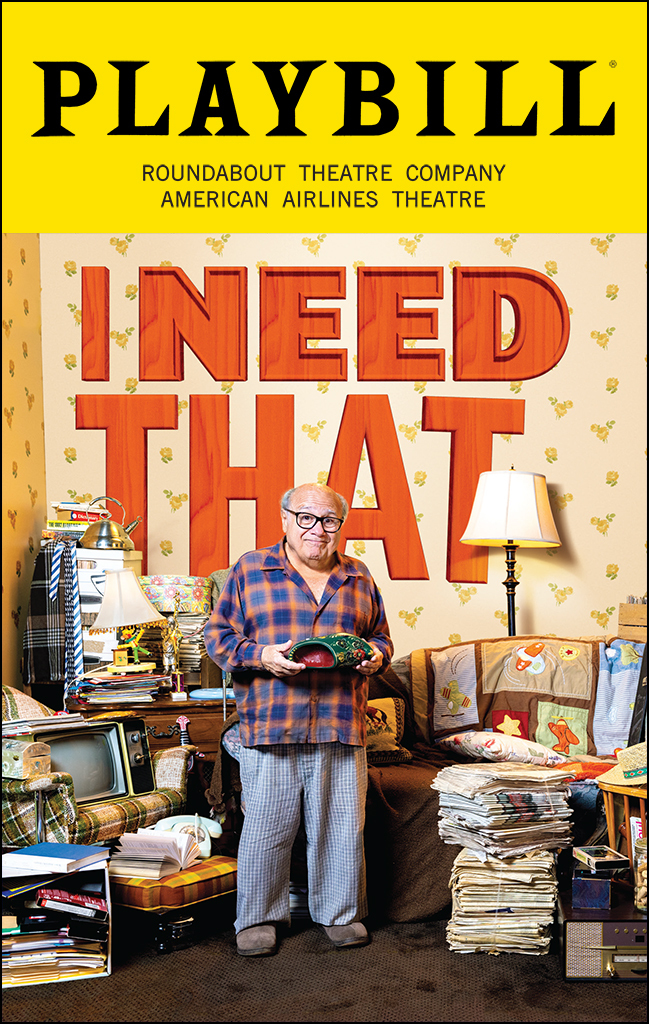 PLAYBILL®
ROUNDABOUT THEATRE COMPANY
AMERICAN AIRLINES THEATRE
I NEED
THAT